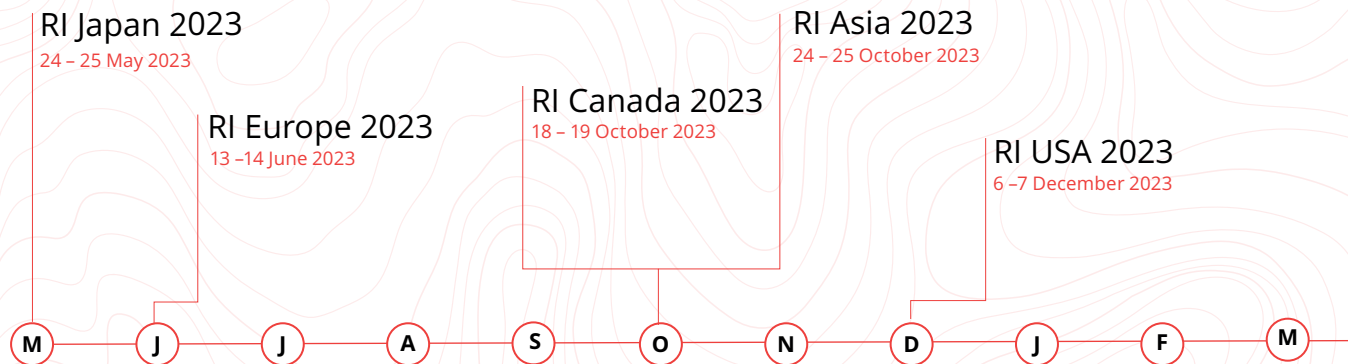 RI Japan 2023
24 – 25 May 2023
RI Europe 2023
13 –14 June 2023
RI Canada 2023
18 – 19 October 2023
RI Asia 2023
24 – 25 October 2023
RI USA 2023
6 –7 December 2023
M J J A S O N D J F M